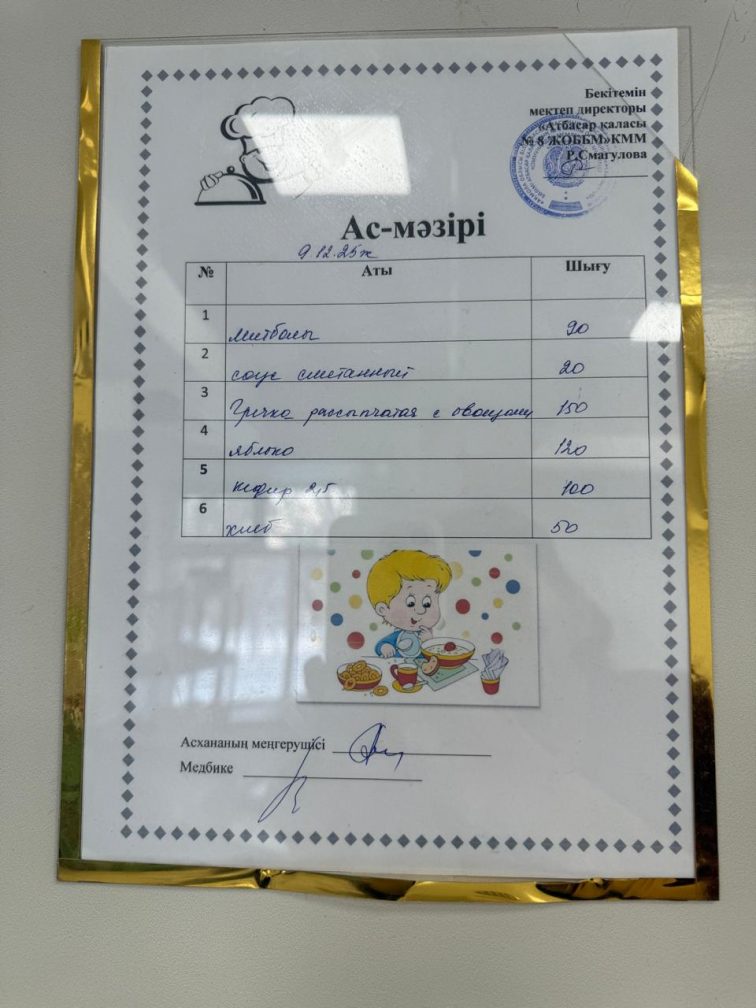 Бекітемін
мектеп директоры
«Атбасар қаласы
№ 8 ЖОББМ»КММ
Р.Смагулова
Ас-мәзірі
9.12.25ж
№ Аты Шығу
1 митболы 90
2 соус сметанный 20
3 Гречка рассыпчатая с овощами 150
4 яблоко 120
5 кефир 2,5 100
6 хлеб 50
Асхананың меңгерушісі
Медбике